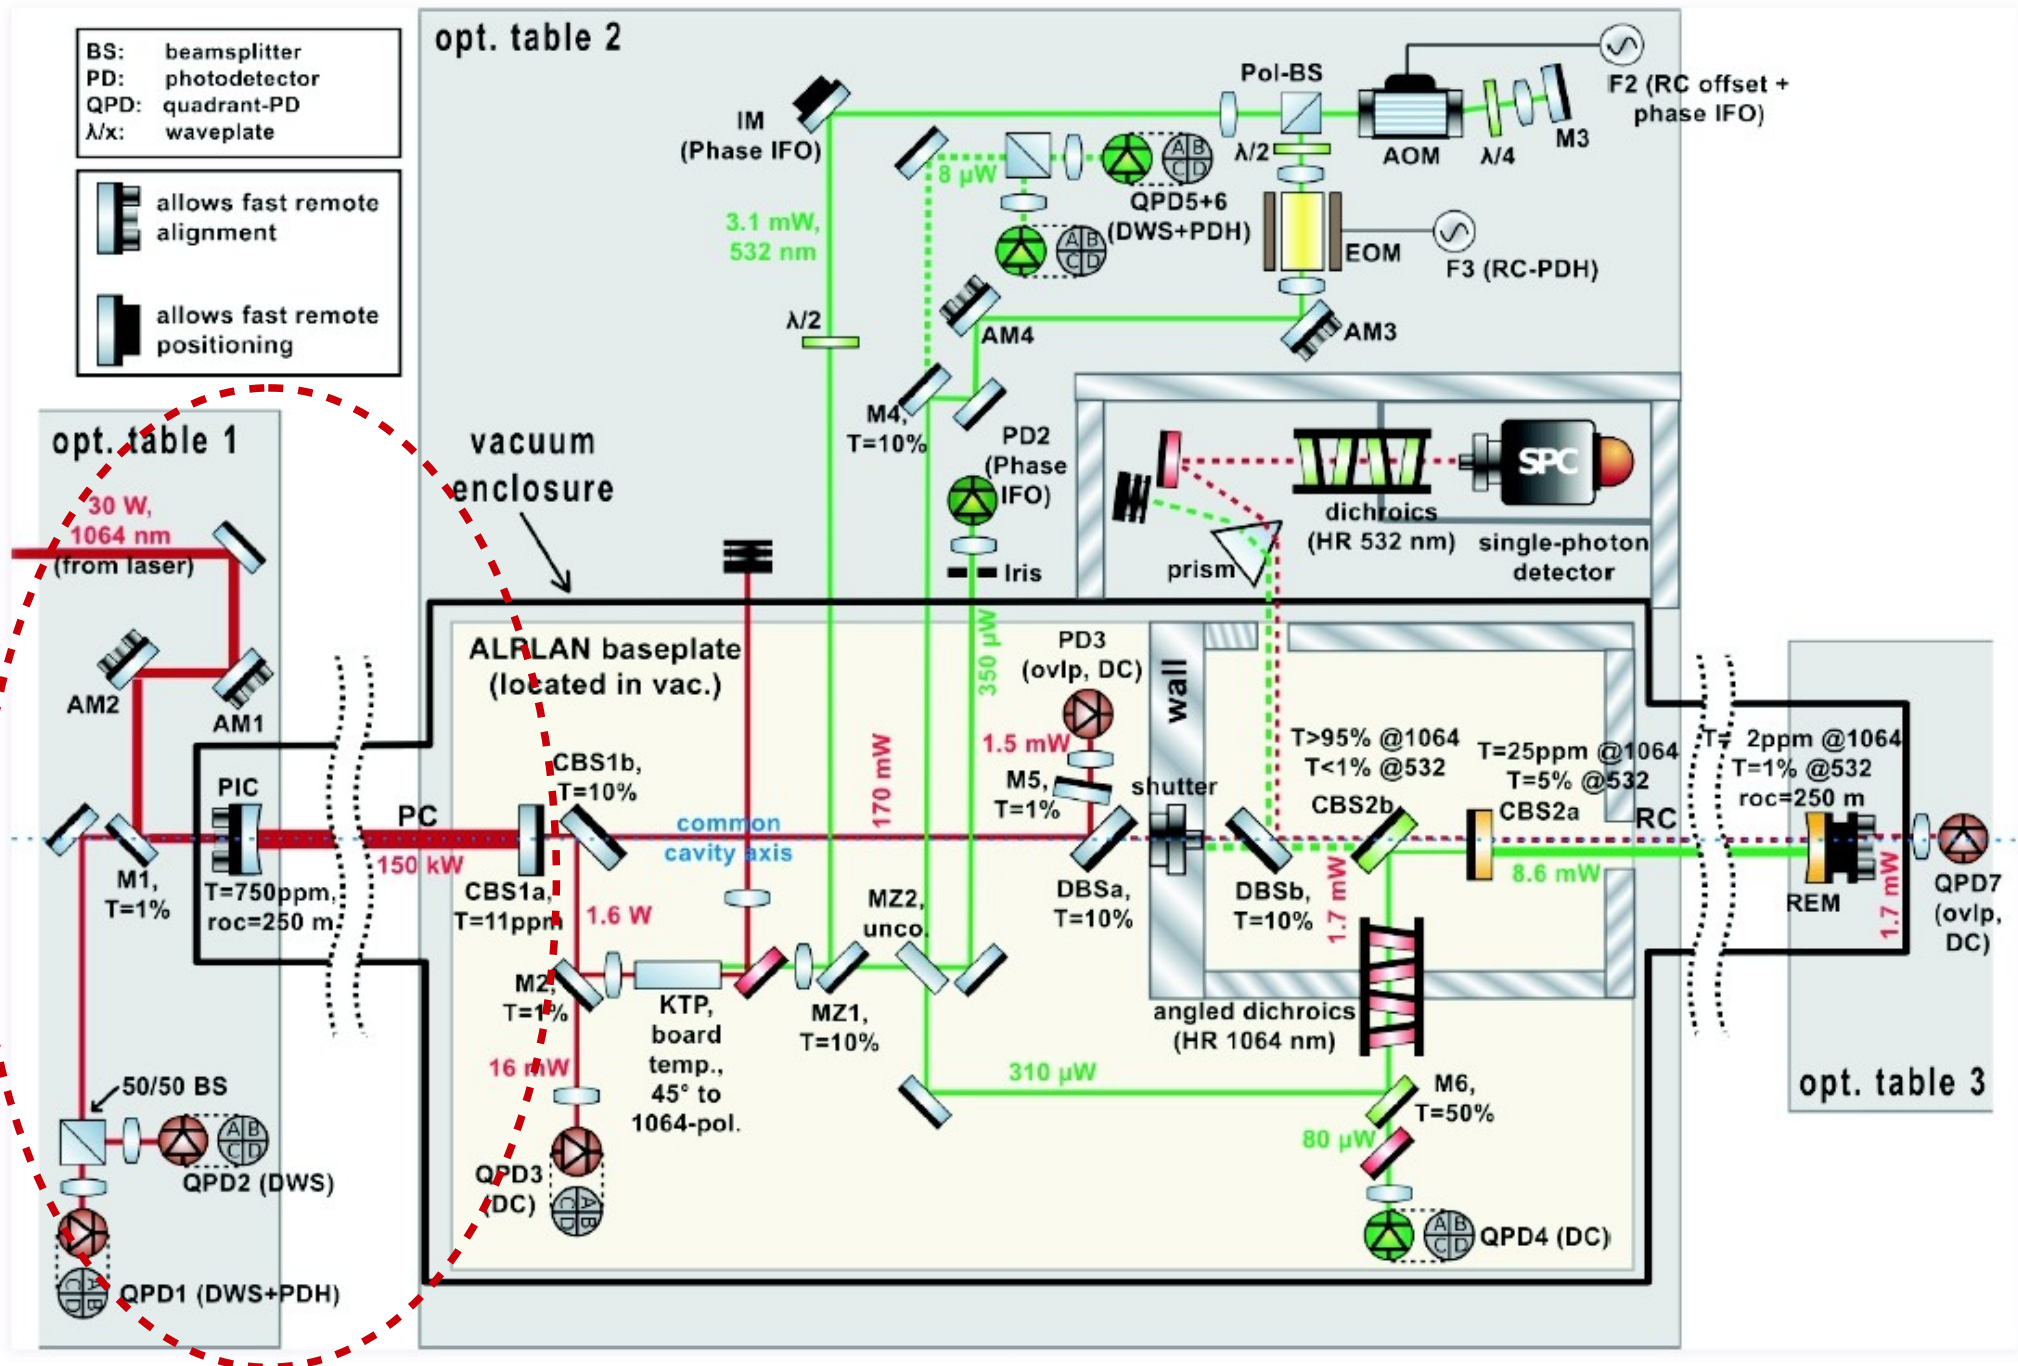 BS: beamsplitter
PD: photodetector
QPD: quadrant-PD
λ/x: waveplate
allows fast remote
alignment
allows fast remote
positioning
opt. table 1
30 W,
1064 nm
(from laser)
AM2
AM1
PIC
M1,
T=1%
T=750ppm,
roc=250 m
PC
150 kW
50/50 BS
QPD2 (DWS)
A B
C D
QPD1 (DWS+PDH)
A B
C D
opt. table 2
IM
(Phase IFO)
3.1 mW,
532 nm
λ/2
8 µW
QPD5+6
(DWS+PDH)
A B
C D
A B
C D
Pol-BS
λ/2
AOM
λ/4
M3
F2 (RC offset +
phase IFO)
EOM
F3 (RC-PDH)
AM4
AM3
M4,
T=10%
PD2
(Phase
IFO)
Iris
350 µW
vacuum
enclosure
SPC
dichroics
(HR 532 nm)
single-photon
detector
prism
ALPLAN baseplate
(located in vac.)
CBS1b,
T=10%
CBS1a,
T=11ppm
common
cavity axis
1.6 W
M2,
T=1%
16 mW
QPD3
(DC)
A B
C D
KTP,
board
temp.,
45° to
1064-pol.
MZ1,
T=10%
MZ2,
unco.
170 mW
PD3
(ovlp, DC)
1.5 mW
M5,
T=1%
DBSa,
T=10%
wall
shutter
DBSb,
T=10%
T>95% @1064
T<1% @532
CBS2b
1.7 mW
T=25ppm @1064
T=5% @532
CBS2a
RC
8.6 mW
angled dichroics
(HR 1064 nm)
310 µW
M6,
T=50%
80 µW
QPD4 (DC)
A B
C D
T= 2ppm @1064
T=1% @532
roc=250 m
REM
1.7 mW
QPD7
(ovlp,
DC)
opt. table 3